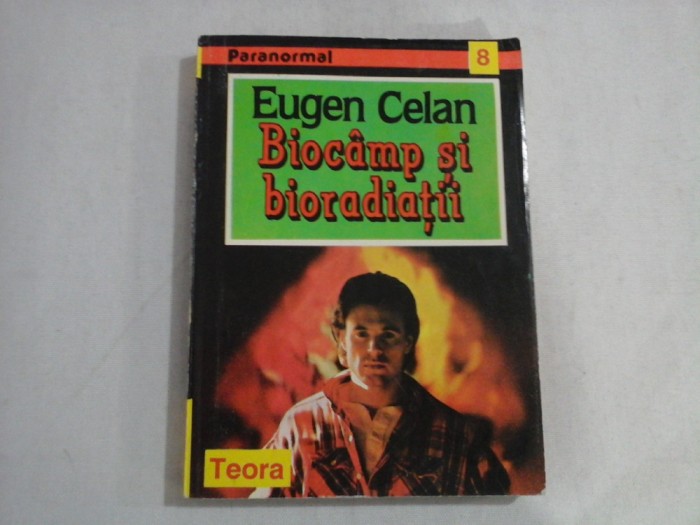 Paranormal 8
Eugen Celan
Biocâmp și
bioradiații
Teora